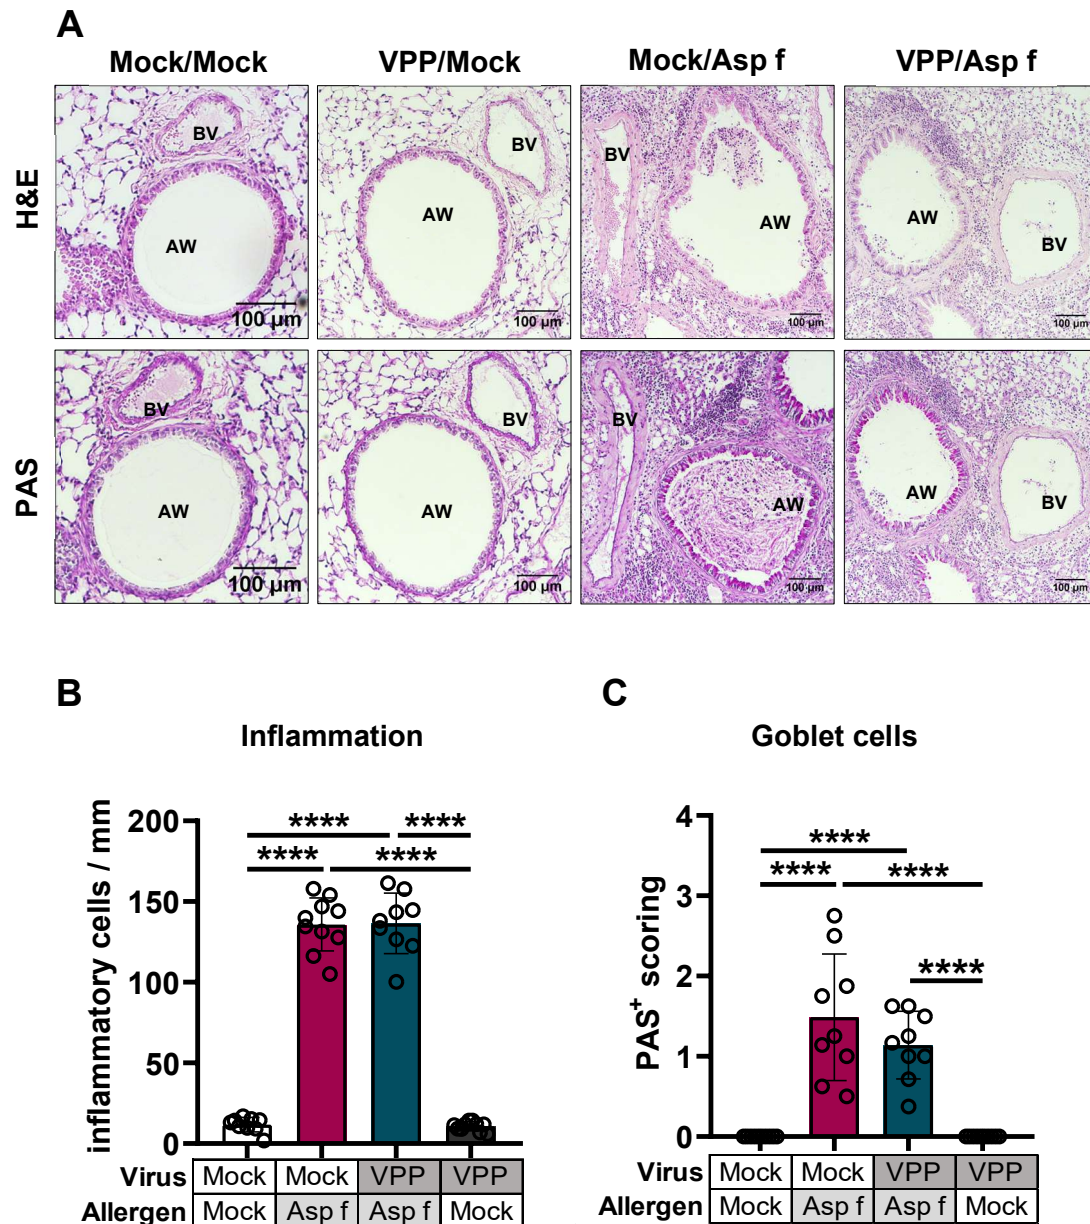 A
Mock/Mock VPP/Mock Mock/Asp f VPP/Asp f
H&E
BV
AW
100 µm
BV
AW
100 µm
BV
AW
100 µm
AW
BV
100 µm
PAS
BV
AW
100 µm
BV
AW
100 µm
BV
AW
100 µm
AW
BV
100 µm
B
Inflammation
inflammatory cells / mm
200
150
100
50
0
**** ****
**** ****
Virus Mock Mock VPP VPP
Allergen Mock Asp f Asp f Mock
C
Goblet cells
PAS⁺ scoring
4
3
2
1
0
****
**** ****
****
Virus Mock Mock VPP VPP
Allergen Mock Asp f Asp f Mock